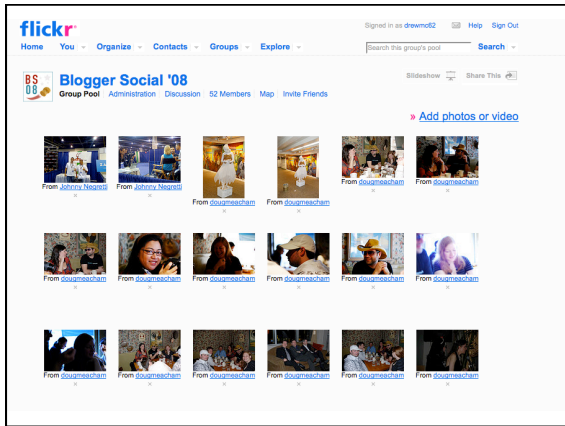 flickr
Signed in as drewmc62 Help Sign Out
Home You Organize Contacts Groups Explore
Search this group's pool Search
BS
08
Blogger Social '08
Group Pool Administration Discussion 52 Members Map Invite Friends
Slideshow Share This
» Add photos or video
From Johnny Negretti From Johnny Negretti From dougmeacham From dougmeacham From dougmeacham From dougmeacham
From dougmeacham From dougmeacham From dougmeacham From dougmeacham From dougmeacham From dougmeacham
From dougmeacham From dougmeacham From dougmeacham From dougmeacham From dougmeacham From dougmeacham